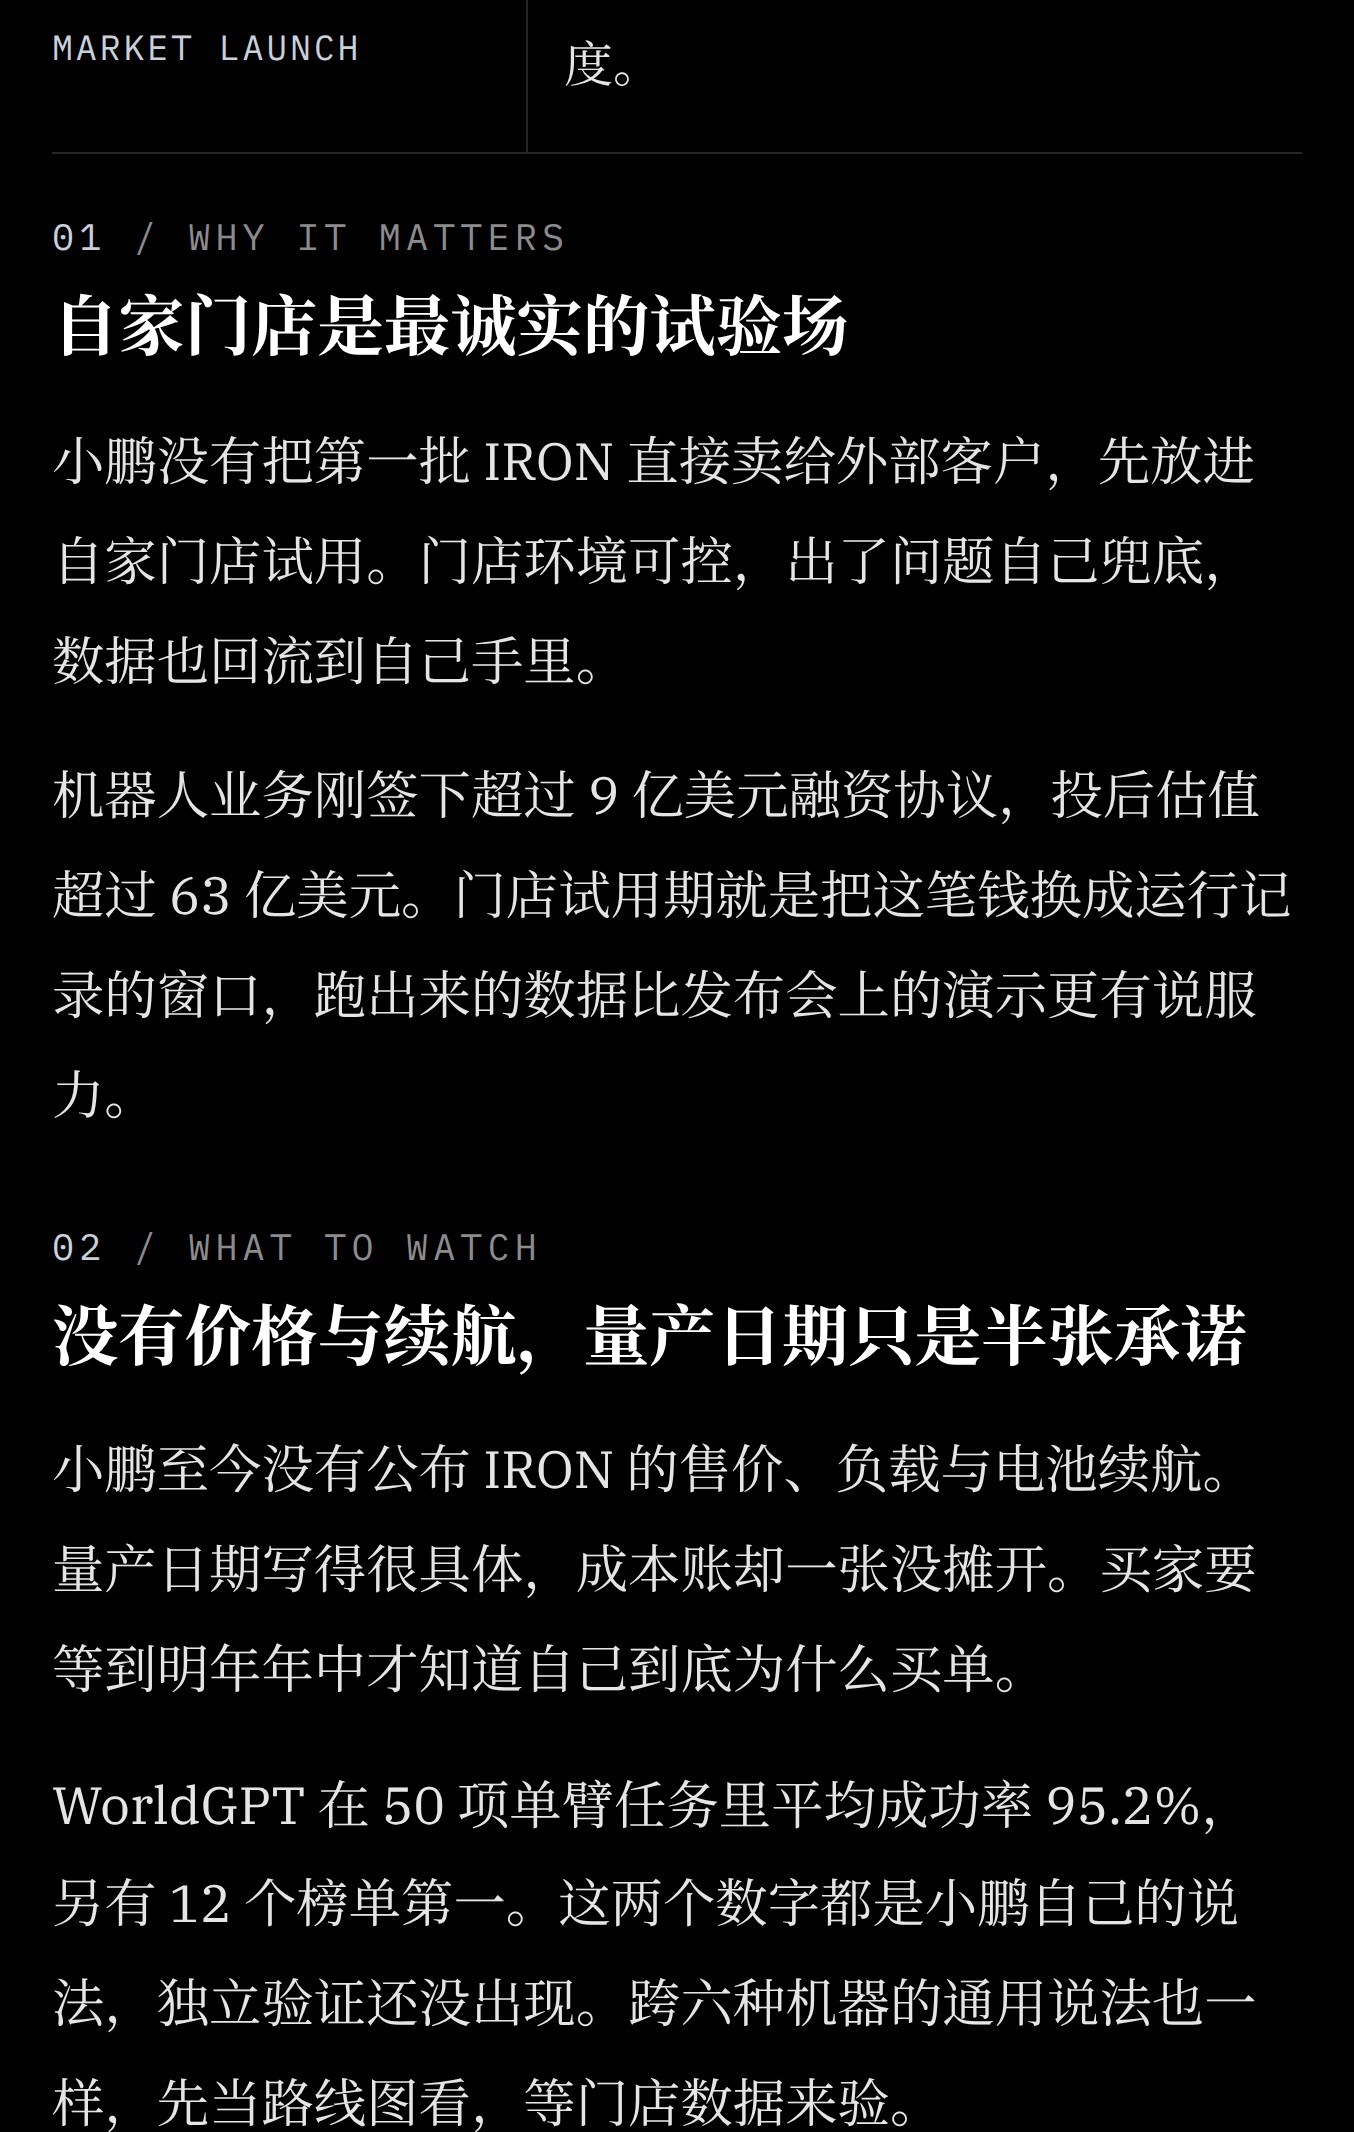 MARKET LAUNCH
度。
01 / WHY IT MATTERS
自家门店是最诚实的试验场
小鹏没有把第一批 IRON 直接卖给外部客户，先放进
自家门店试用。门店环境可控，出了问题自己兜底，
数据也回流到自己手里。
机器人业务刚签下超过 9 亿美元融资协议，投后估值
超过 63 亿美元。门店试用期就是把这笔钱换成运行记
录的窗口，跑出来的数据比发布会上的演示更有说服
力。
02 / WHAT TO WATCH
没有价格与续航，量产日期只是半张承诺
小鹏至今没有公布 IRON 的售价、负载与电池续航。
量产日期写得很具体，成本账却一张没摊开。买家要
等到明年年中才知道自己到底为什么买单。
WorldGPT 在 50 项单臂任务里平均成功率 95.2%，
另有 12 个榜单第一。这两个数字都是小鹏自己的说
法，独立验证还没出现。跨六种机器的通用说法也一
样，先当路线图看，等门店数据来验。